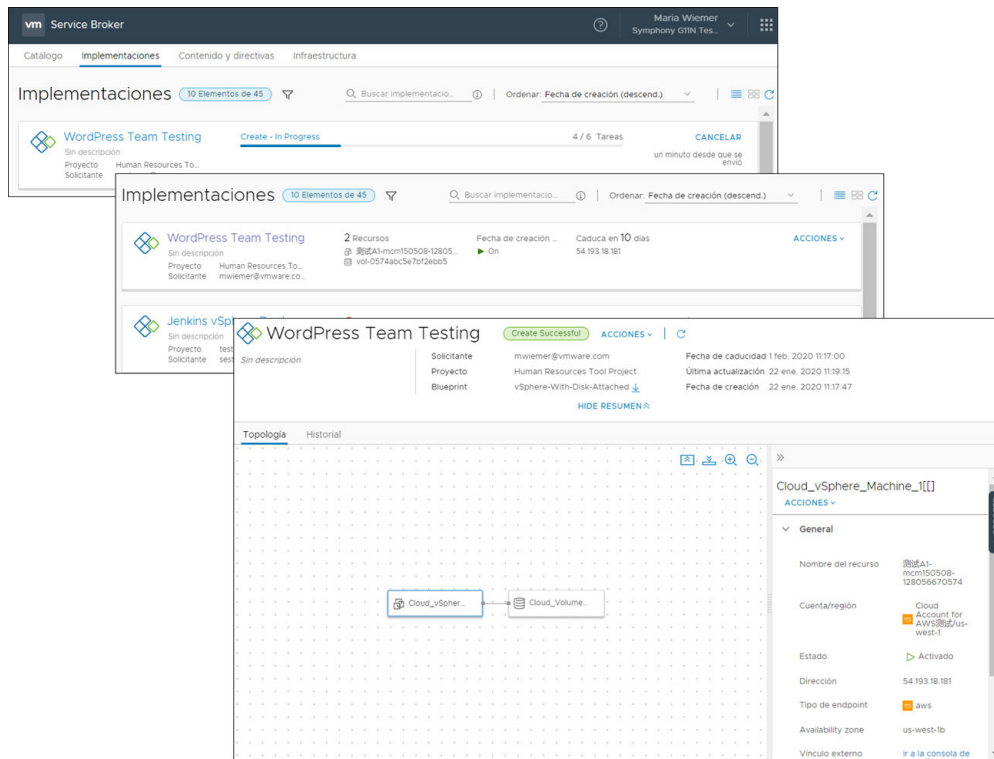 vm Service Broker
Maria Wiemer
Symphony G11N Tes...
Catálogo Implementaciones Contenido y directivas Infraestructura
Implementaciones 10 Elementos de 45 Buscar implementacio... Ordenar: Fecha de creación (descend.)
WordPress Team Testing Create - In Progress 4 / 6 Tareas CANCELAR
Sin descripción
un minuto desde que se
envió
Proyecto Human Resources To...
Solicitante
Implementaciones 10 Elementos de 45 Buscar implementacio... Ordenar: Fecha de creación (descend.)
WordPress Team Testing 2 Recursos Fecha de creación ... Caduca en 10 días ACCIONES
Sin descripción 测试A1-mcm150508-12805... On 54.193.18.181
Proyecto Human Resources To... vol-0574abc5e7bf2ebb5
Solicitante mwiemer@vmware.co...
Jenkins vSp
Sin descripción
Proyecto test
Solicitante sest
WordPress Team Testing Create Successful ACCIONES
Sin descripción
Solicitante mwiemer@vmware.com Fecha de caducidad 1 feb. 2020 11:17:00
Proyecto Human Resources Tool Project Última actualización 22 ene. 2020 11:19:15
Blueprint vSphere-With-Disk-Attached Fecha de creación 22 ene. 2020 11:17:47
HIDE RESUMEN
Topología Historial
Cloud_vSpher... Cloud_Volume...
Cloud_vSphere_Machine_1[[]
ACCIONES
General
Nombre del recurso 测试A1-
mcm150508-
128056670574
Cuenta/región Cloud
Account for
AWS测试/us-
west-1
Estado Activado
Dirección 54.193.18.181
Tipo de endpoint aws
Availability zone us-west-1b
Vínculo externo ir a la consola de